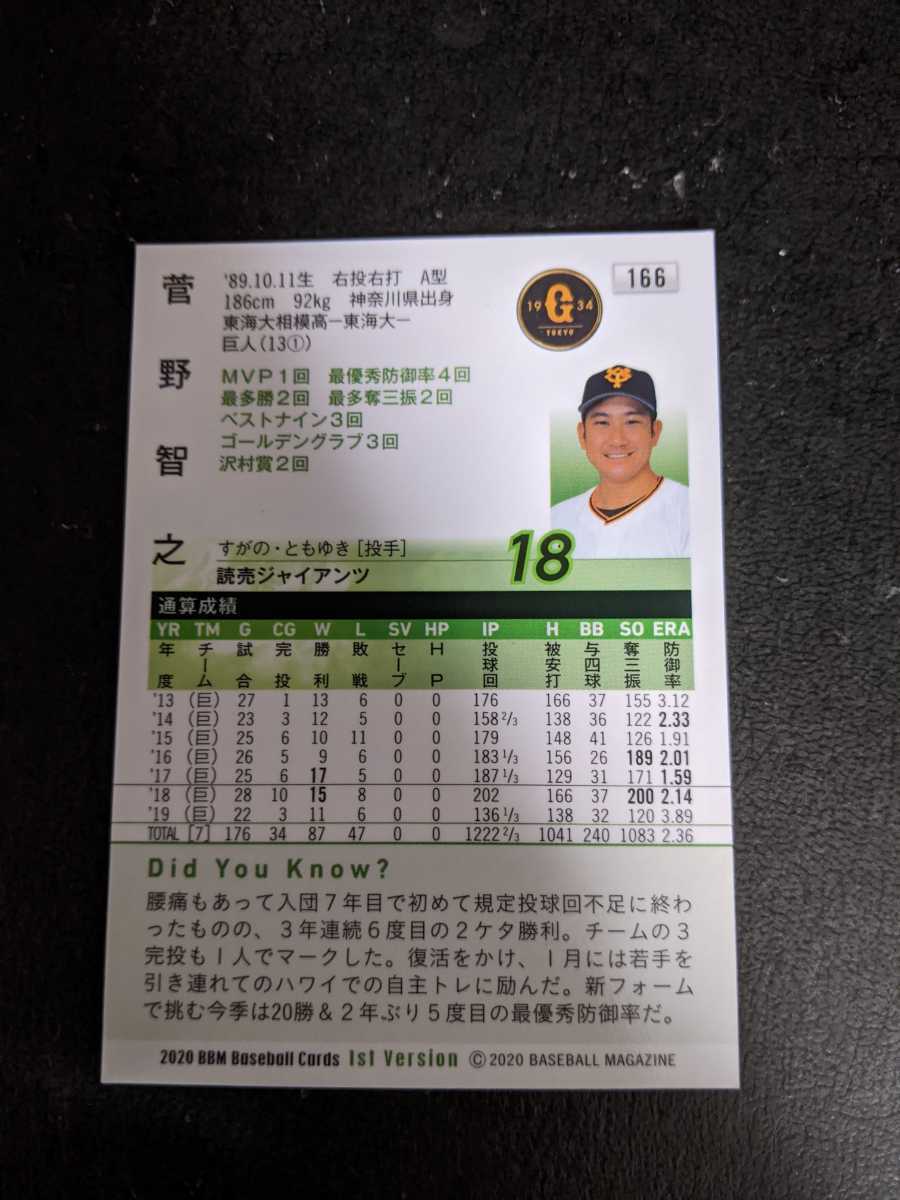 166
菅野智之
'89.10.11生 右投右打 A型
186cm 92kg 神奈川県出身
東海大相模高ー東海大ー
巨人(13①)
MVP1回 最優秀防御率4回
最多勝2回 最多奪三振2回
ベストナイン3回
ゴールデングラブ3回
沢村賞2回
19 G 34
TOKYO
すがの・ともゆき[投手]
読売ジャイアンツ
18
通算成績
YR TM G CG W L SV HP IP H BB SO ERA
年度 チーム 試合 完投 勝利 敗戦 セーブ HP 投球回 被安打 与四球 奪三振 防御率
'13 (巨) 27 1 13 6 0 0 176 166 37 155 3.12
'14 (巨) 23 3 12 5 0 0 158 2/3 138 36 122 2.33
'15 (巨) 25 6 10 11 0 0 179 148 41 126 1.91
'16 (巨) 26 5 9 6 0 0 183 1/3 156 26 189 2.01
'17 (巨) 25 6 17 5 0 0 187 1/3 129 31 171 1.59
'18 (巨) 28 10 15 8 0 0 202 166 37 200 2.14
'19 (巨) 22 3 11 6 0 0 136 1/3 138 32 120 3.89
TOTAL [7] 176 34 87 47 0 0 1222 2/3 1041 240 1083 2.36
Did You Know?
腰痛もあって入団7年目で初めて規定投球回不足に終わ
ったものの、3年連続6度目の2ケタ勝利。チームの3
完投も1人でマークした。復活をかけ、1月には若手を
引き連れてのハワイでの自主トレに励んだ。新フォーム
で挑む今季は20勝&2年ぶり5度目の最優秀防御率だ。
2020 BBM Baseball Cards 1st Version ©2020 BASEBALL MAGAZINE